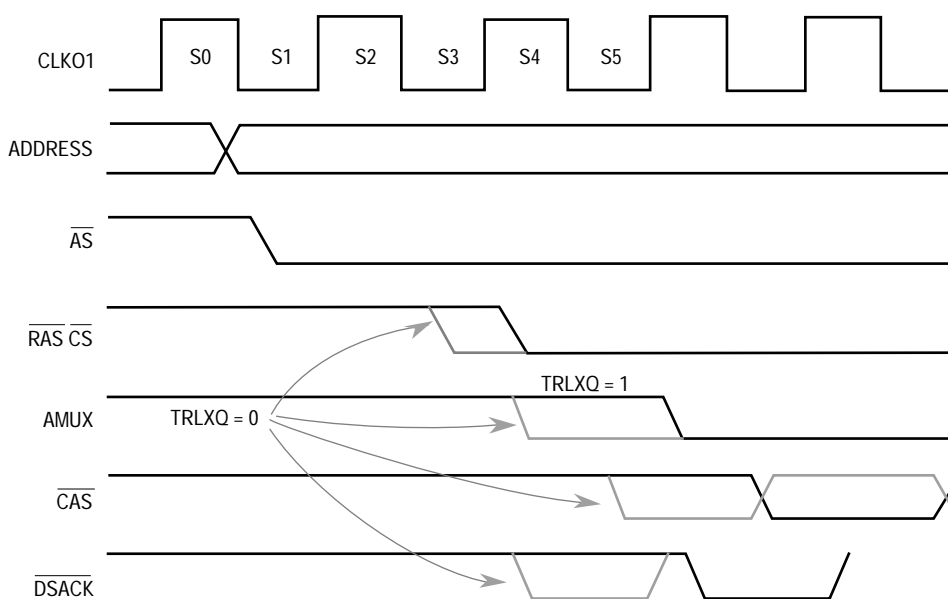 CLKO1 S0 S1 S2 S3 S4 S5
ADDRESS
AS
RAS CS
TRLXQ = 1
AMUX TRLXQ = 0
CAS
DSACK